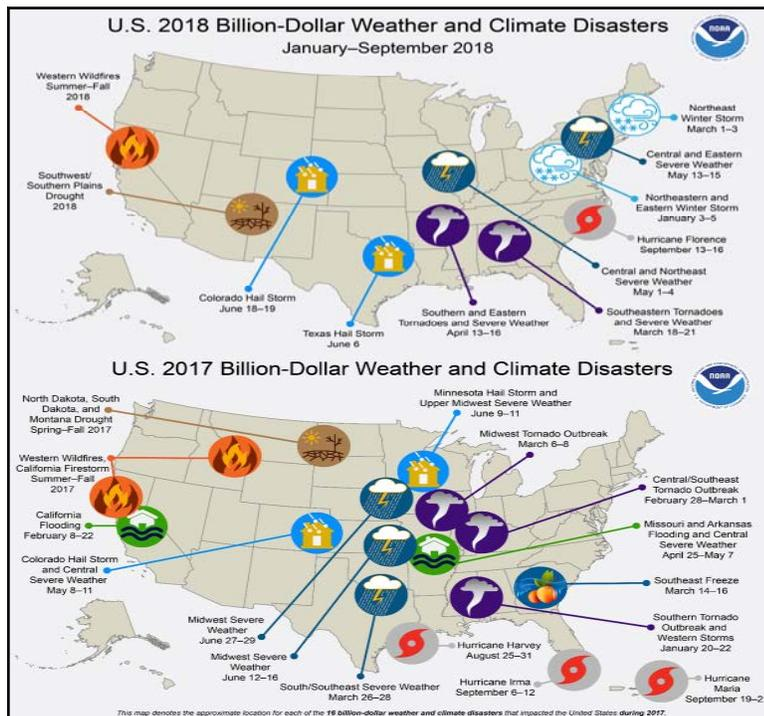 U.S. 2018 Billion-Dollar Weather and Climate Disasters
January–September 2018
NOAA
Western Wildfires
Summer–Fall
2018
Southwest/
Southern Plains
Drought
2018
Colorado Hail Storm
June 18–19
Texas Hail Storm
June 6
Southern and Eastern
Tornadoes and Severe Weather
April 13–16
Southeastern Tornadoes
and Severe Weather
March 18–21
Central and Northeast
Severe Weather
May 1–4
Hurricane Florence
September 13–16
Northeastern and
Eastern Winter Storm
January 3–5
Central and Eastern
Severe Weather
May 13–15
Northeast
Winter Storm
March 1–3
U.S. 2017 Billion-Dollar Weather and Climate Disasters
NOAA
North Dakota, South
Dakota, and
Montana Drought
Spring–Fall 2017
Western Wildfires,
California Firestorm
Summer–Fall
2017
California
Flooding
February 8–22
Colorado Hail Storm
and Central
Severe Weather
May 8–11
Midwest Severe
Weather
June 27–29
Midwest Severe
Weather
June 12–16
South/Southeast Severe Weather
March 26–28
Minnesota Hail Storm and
Upper Midwest Severe Weather
June 9–11
Midwest Tornado Outbreak
March 6–8
Central/Southeast
Tornado Outbreak
February 28–March 1
Missouri and Arkansas
Flooding and Central
Severe Weather
April 25–May 7
Southeast Freeze
March 14–16
Southern Tornado
Outbreak and
Western Storms
January 20–22
Hurricane Harvey
August 25–31
Hurricane Irma
September 6–12
Hurricane
Maria
September 19–2
This map denotes the approximate location for each of the 16 billion-dollar weather and climate disasters that impacted the United States during 2017.